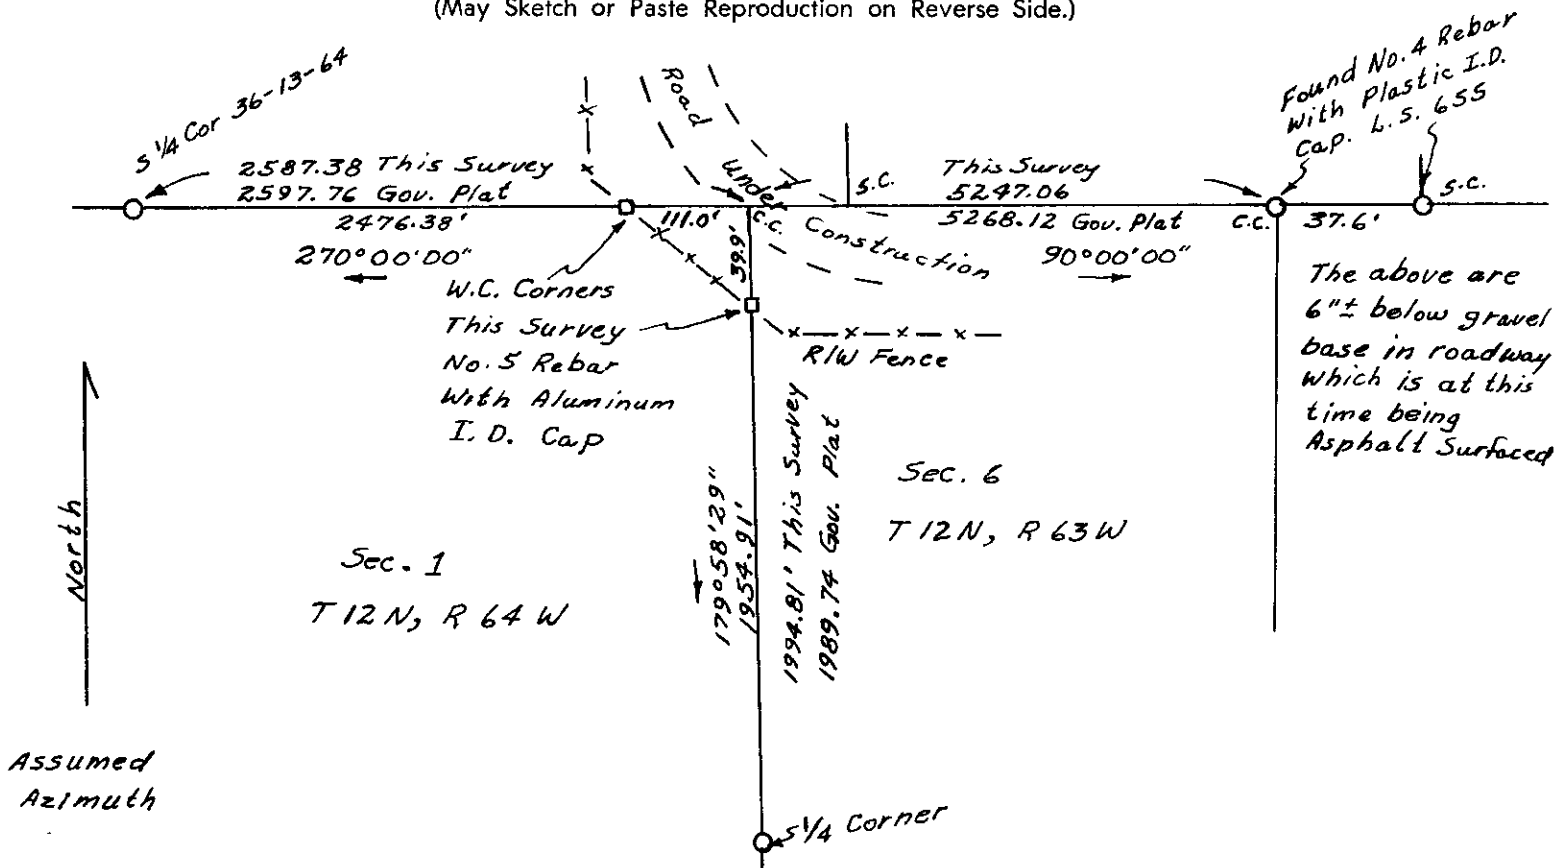 (May Sketch or Paste Reproduction on Reverse Side.)
S 1/4 Cor 36-13-64
2587.38 This Survey
2597.76 Gov. Plat
2476.38'
270°00'00"
Road
under
Construction
111.0'
C.C.
39.9'
S.C.
This Survey
5247.06
5268.12 Gov. Plat
90°00'00"
Found No. 4 Rebar
With Plastic I.D.
Cap. L.S. 655
C.C.
37.6'
S.C.
The above are
6"± below gravel
base in roadway
which is at this
time being
Asphalt Surfaced
W.C. Corners
This Survey
No. 5 Rebar
With Aluminum
I.D. Cap
R/W Fence
North
Assumed
Azimuth
Sec. 1
T 12 N, R 64 W
179°58'29"
1954.91'
1994.81' This Survey
1989.74 Gov. Plat
Sec. 6
T 12 N, R 63 W
S 1/4 Corner